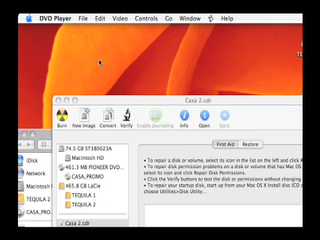 DVD Player File Edit Video Controls Go Window Help
Casa 2.cdr
Burn New Image Convert Verify Enable Journaling Info Open Eject
First Aid Restore
iDisk
Network
Macintosh H
TEQUILA 1
TEQUILA 2
CASA_PRO
74.5 GB ST380023A
Macintosh HD
461.3 MB PIONEER DVD...
CASA_PROMO
465.8 GB LaCie
TEQUILA 1
TEQUILA 2
Casa 2.cdr
• To repair a disk or volume, select its icon in the list on the left and click R
• To repair disk permission problems on a disk or volume that has Mac OS
select its icon and click Repair Disk Permissions.
• Click the Verify buttons to test the disk or permissions without changing
• To repair your startup disk, start up from your Mac OS X Install disc (CD o
choose Utilities-Disk Utility...